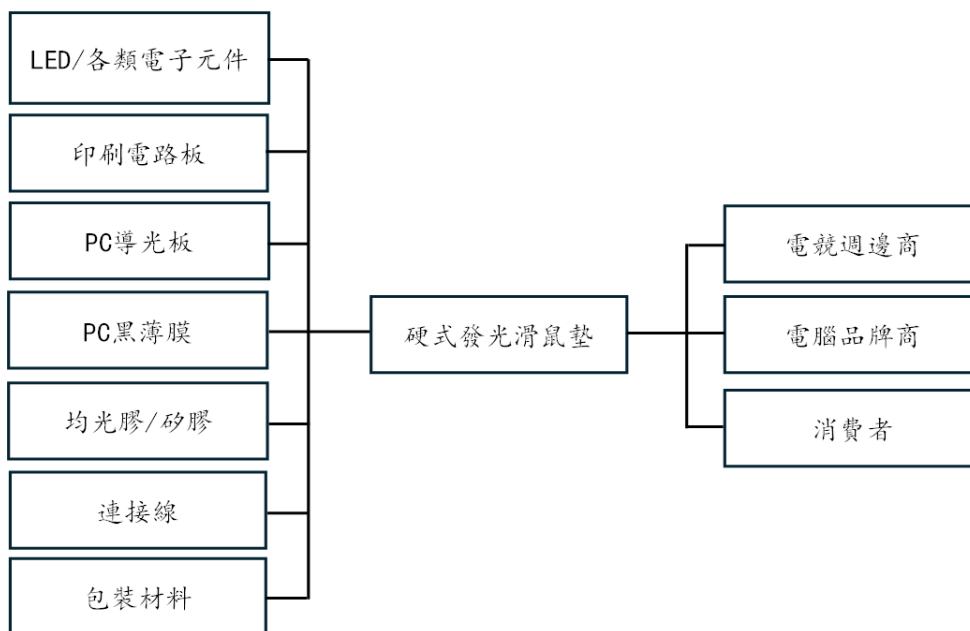 LED/各類電子元件
印刷電路板
PC導光板
PC黑薄膜
均光膠/矽膠
連接線
包裝材料
硬式發光滑鼠墊
電競週邊商
電腦品牌商
消費者